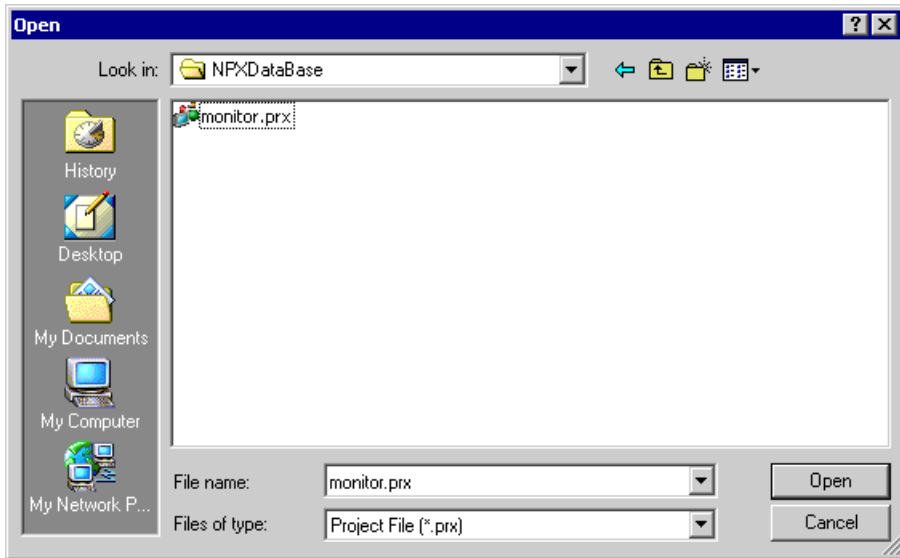 Open
Look in: NPXDataBase
monitor.prx
History
Desktop
My Documents
My Computer
My Network P...
File name: monitor.prx
Open
Files of type: Project File (*.prx)
Cancel